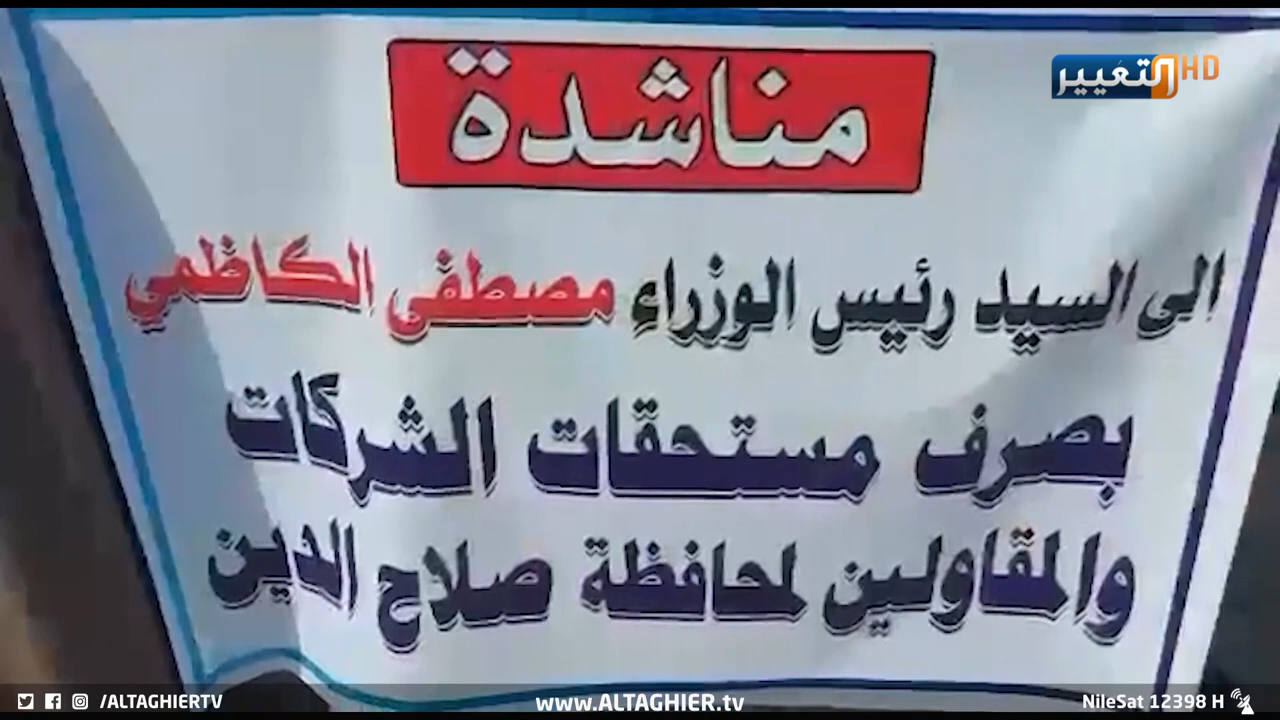 التغيير HD
مناشدة
الى السيد رئيس الوزراء مصطفى الكاظمي
بصرف مستحقات الشركات
والمقاولين لمحافظة صلاح الدين
/ALTAGHIERTV
www.ALTAGHIER.tv
NileSat 12398 H